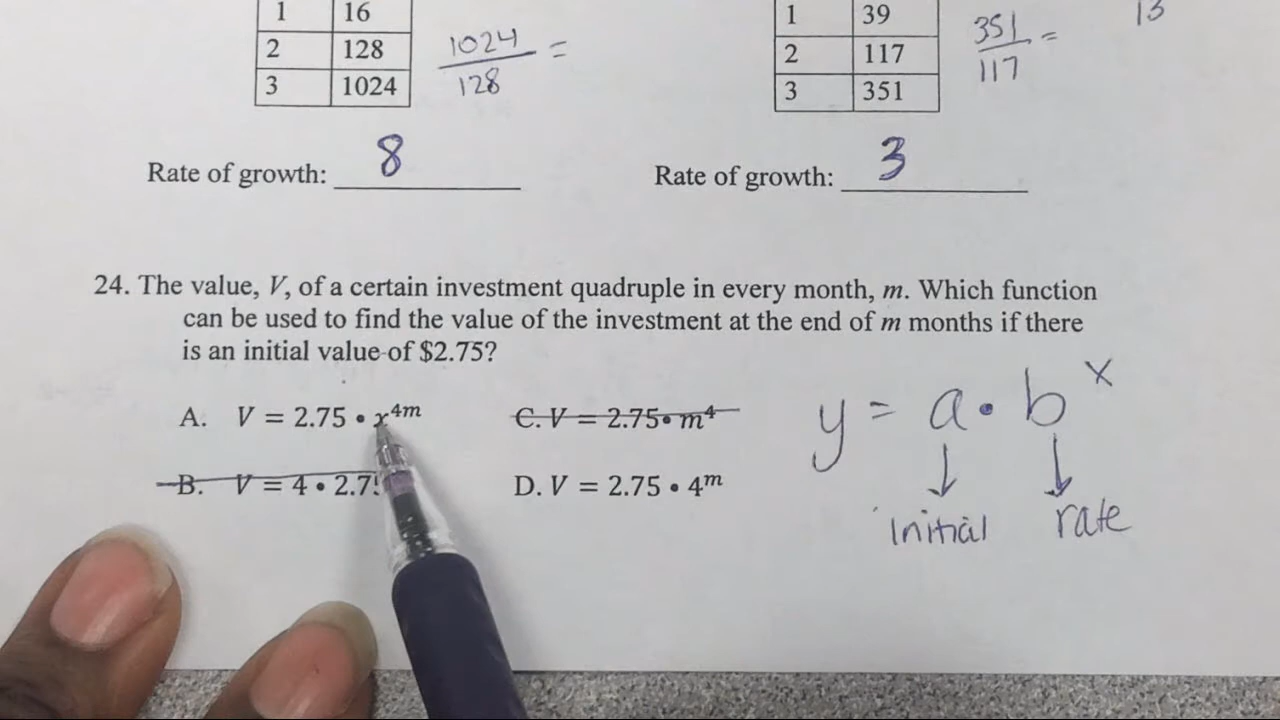 1 16
2 128
3 1024
1024
128
=
1 39
2 117
3 351
351
117
=
13
Rate of growth: 8
Rate of growth: 3
24. The value, V, of a certain investment quadruple in every month, m. Which function
can be used to find the value of the investment at the end of m months if there
is an initial value of $2.75?
A. V = 2.75 • x^4m
C. V = 2.75 • m^4
B. V = 4 • 2.7
D. V = 2.75 • 4^m
y = a • b^x
initial rate